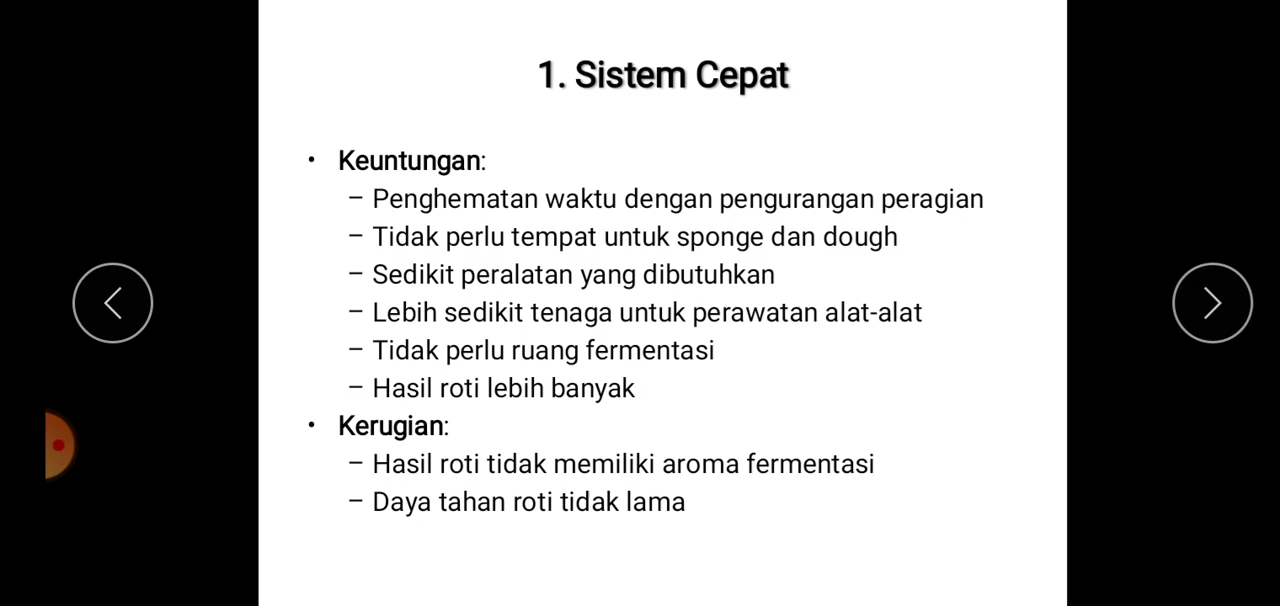 1. Sistem Cepat
• Keuntungan:
– Penghematan waktu dengan pengurangan peragian
– Tidak perlu tempat untuk sponge dan dough
– Sedikit peralatan yang dibutuhkan
– Lebih sedikit tenaga untuk perawatan alat-alat
– Tidak perlu ruang fermentasi
– Hasil roti lebih banyak
• Kerugian:
– Hasil roti tidak memiliki aroma fermentasi
– Daya tahan roti tidak lama